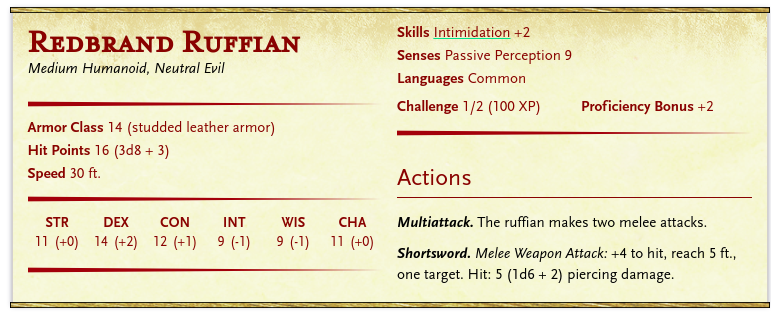 Redbrand Ruffian
Medium Humanoid, Neutral Evil
Armor Class 14 (studded leather armor)
Hit Points 16 (3d8 + 3)
Speed 30 ft.
STR DEX CON INT WIS CHA
11 (+0) 14 (+2) 12 (+1) 9 (-1) 9 (-1) 11 (+0)
Skills Intimidation +2
Senses Passive Perception 9
Languages Common
Challenge 1/2 (100 XP) Proficiency Bonus +2
Actions
Multiattack. The ruffian makes two melee attacks.
Shortsword. Melee Weapon Attack: +4 to hit, reach 5 ft.,
one target. Hit: 5 (1d6 + 2) piercing damage.